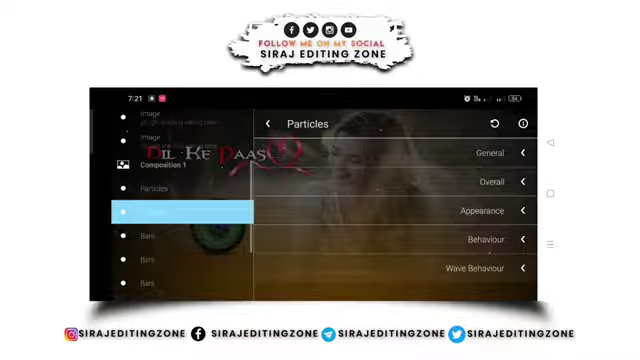 FOLLOW ME ON MY SOCIAL
SIRAJ EDITING ZONE
7:21
54
Image
Image
DIL KE PAAS
Composition 1
Particles
Bars
Bars
Bars
Particles
General
Overall
Appearance
Behaviour
Wave Behaviour
SIRAJEDITINGZONE
SIRAJEDITINGZONE
SIRAJEDITINGZONE
SIRAJEDITINGZONE